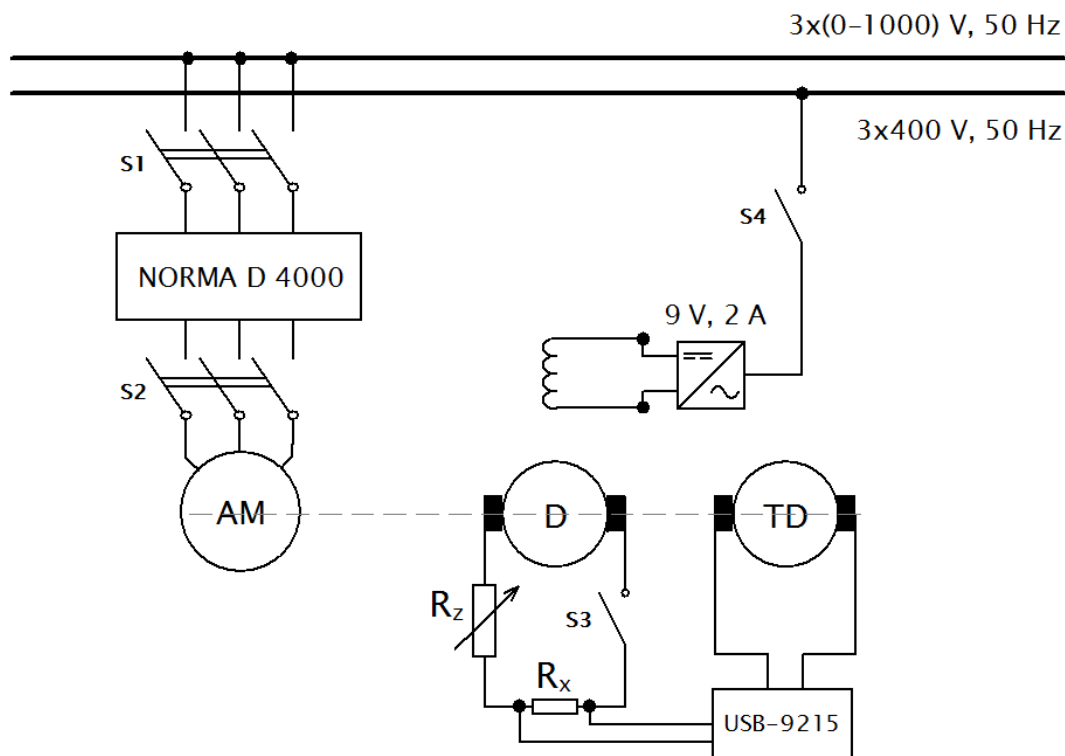 3x(0-1000) V, 50 Hz
3x400 V, 50 Hz
S1
S4
NORMA D 4000
9 V, 2 A
S2
AM
D
TD
Rz
S3
Rx
USB-9215